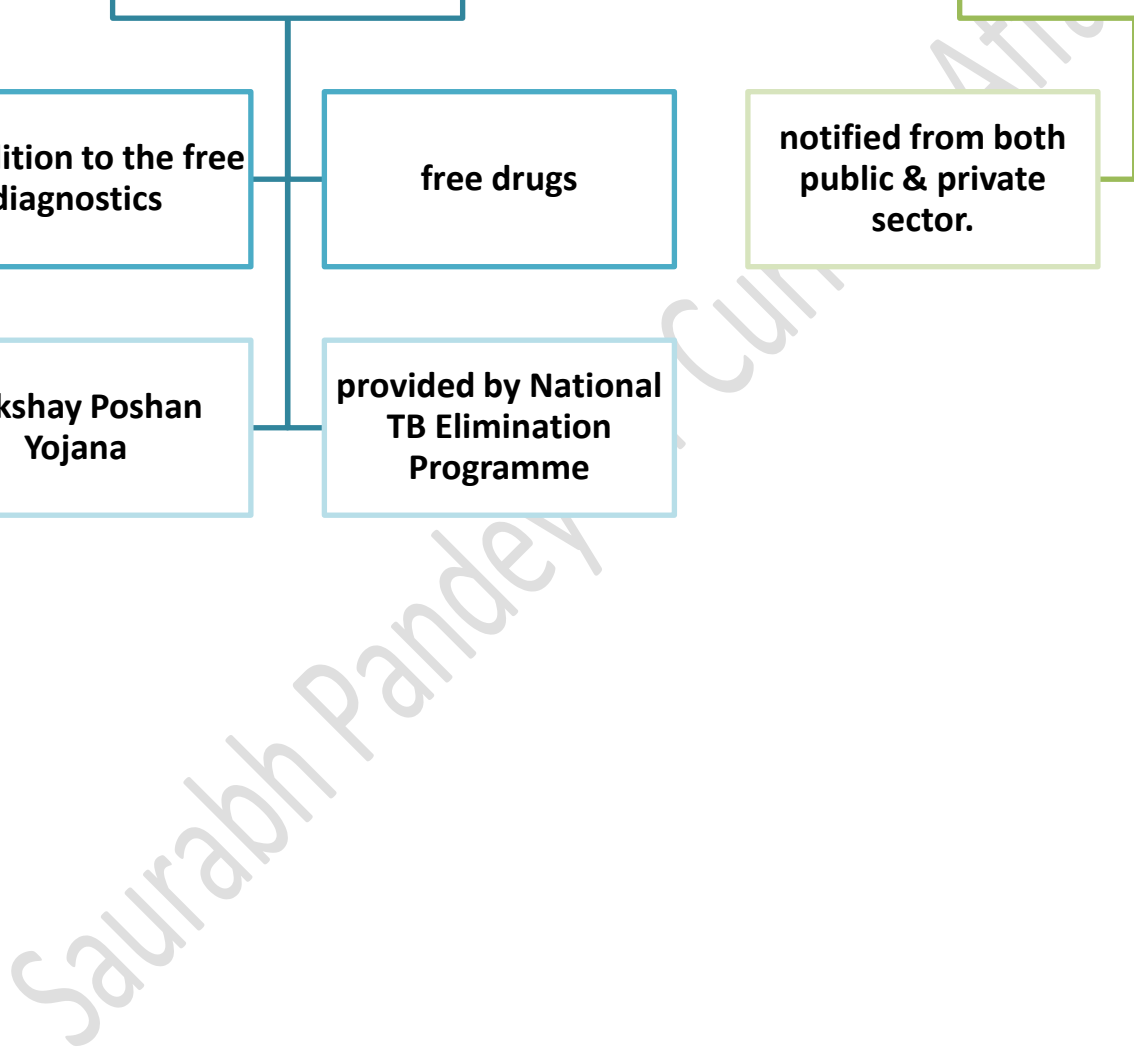 lition to the free
diagnostics
free drugs
notified from both
public & private
sector.
kshay Poshan
Yojana
provided by National
TB Elimination
Programme
Saurabh Pandey